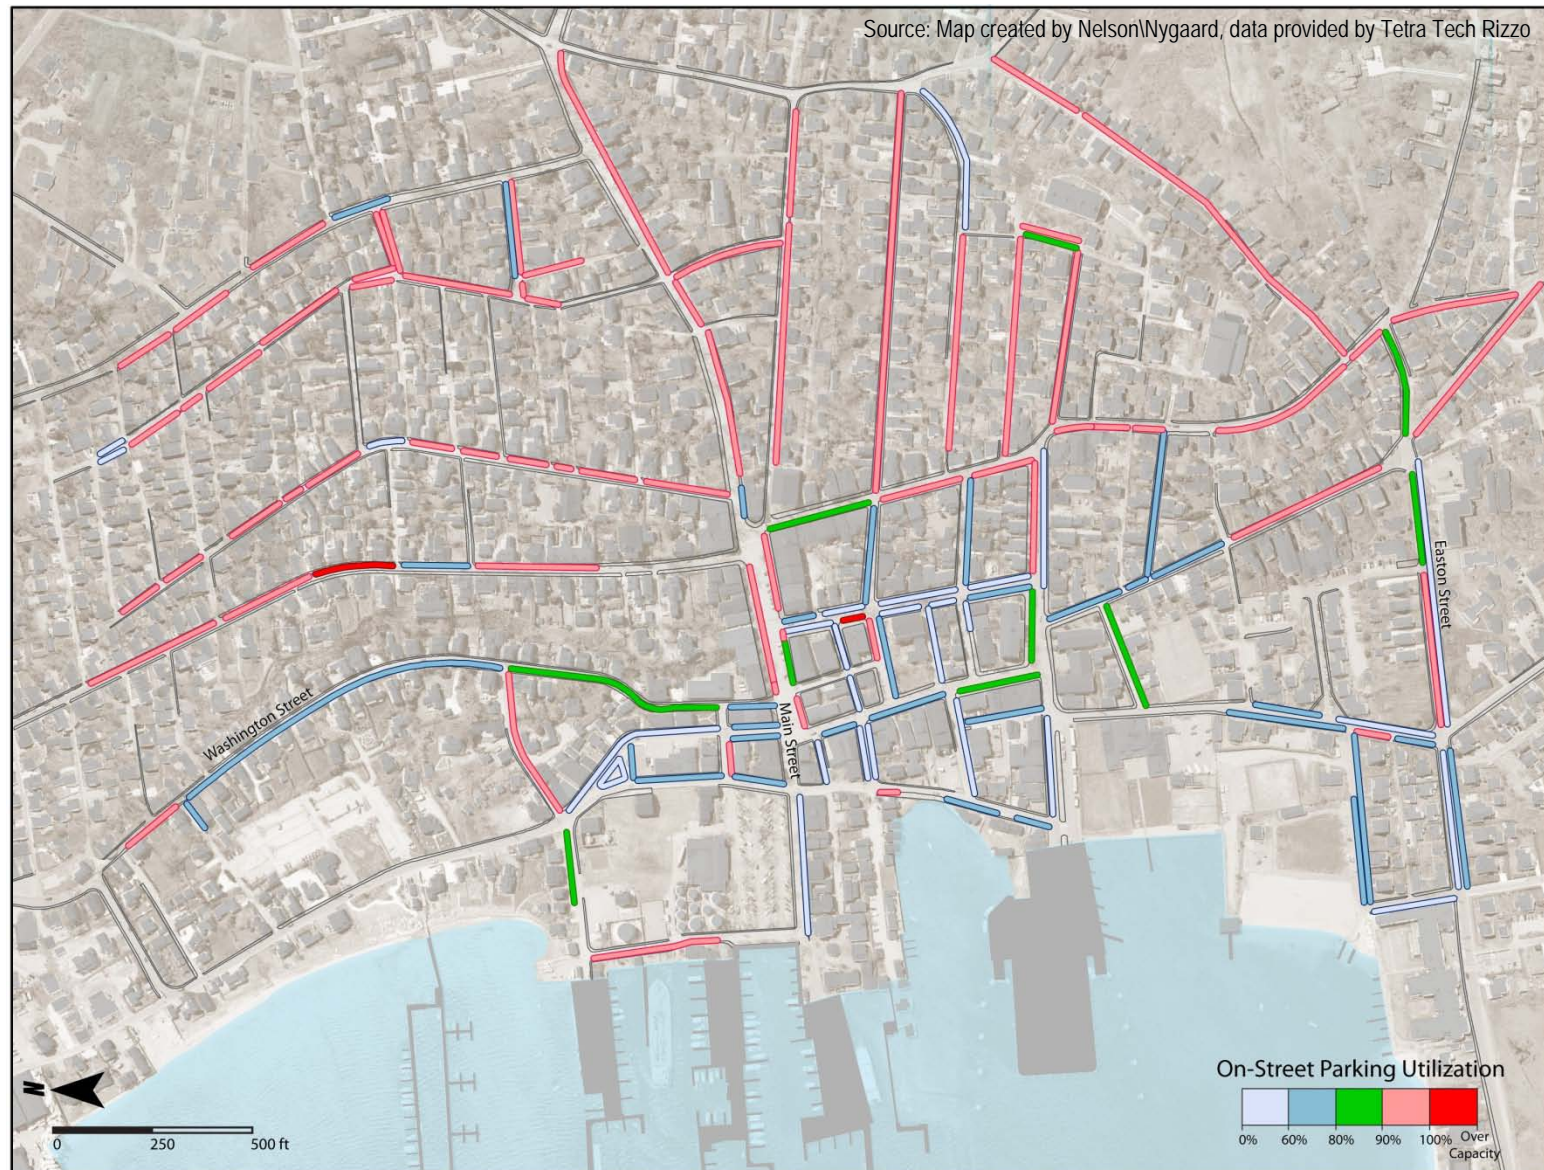 Source: Map created by Nelson\Nygaard, data provided by Tetra Tech Rizzo
Easton Street
Washington Street
Main Street
N
0 250 500 ft
On-Street Parking Utilization
0% 60% 80% 90% 100% Over
Capacity